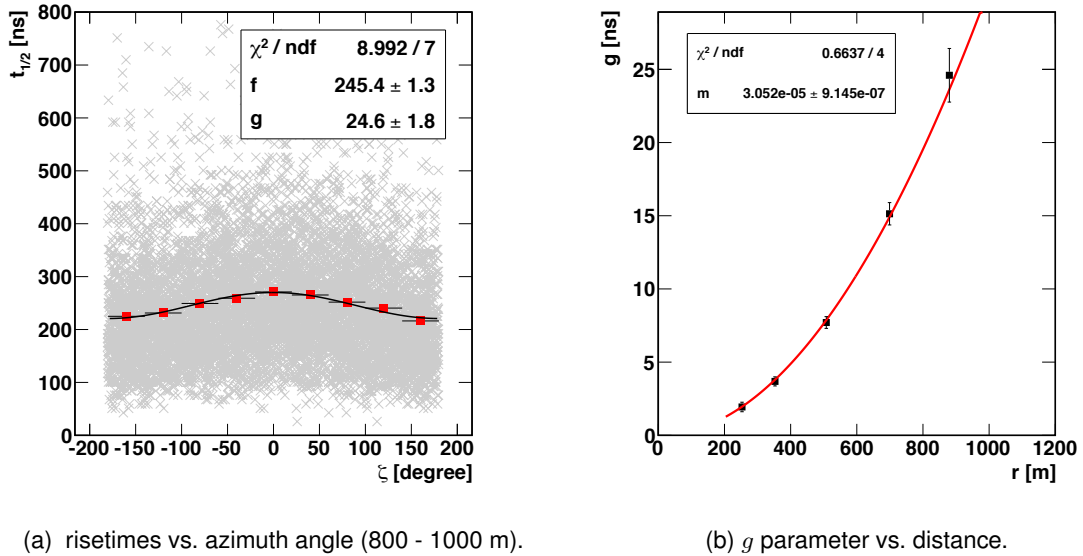 t1/2 [ns]
800
700
600
500
400
300
200
100
0
χ² / ndf 8.992 / 7
f 245.4 ± 1.3
g 24.6 ± 1.8
-200 -150 -100 -50 0 50 100 150 200
ζ [degree]
(a) risetimes vs. azimuth angle (800 - 1000 m).
g [ns]
25
20
15
10
5
0
χ² / ndf 0.6637 / 4
m 3.052e-05 ± 9.145e-07
0 200 400 600 800 1000 1200
r [m]
(b) g parameter vs. distance.